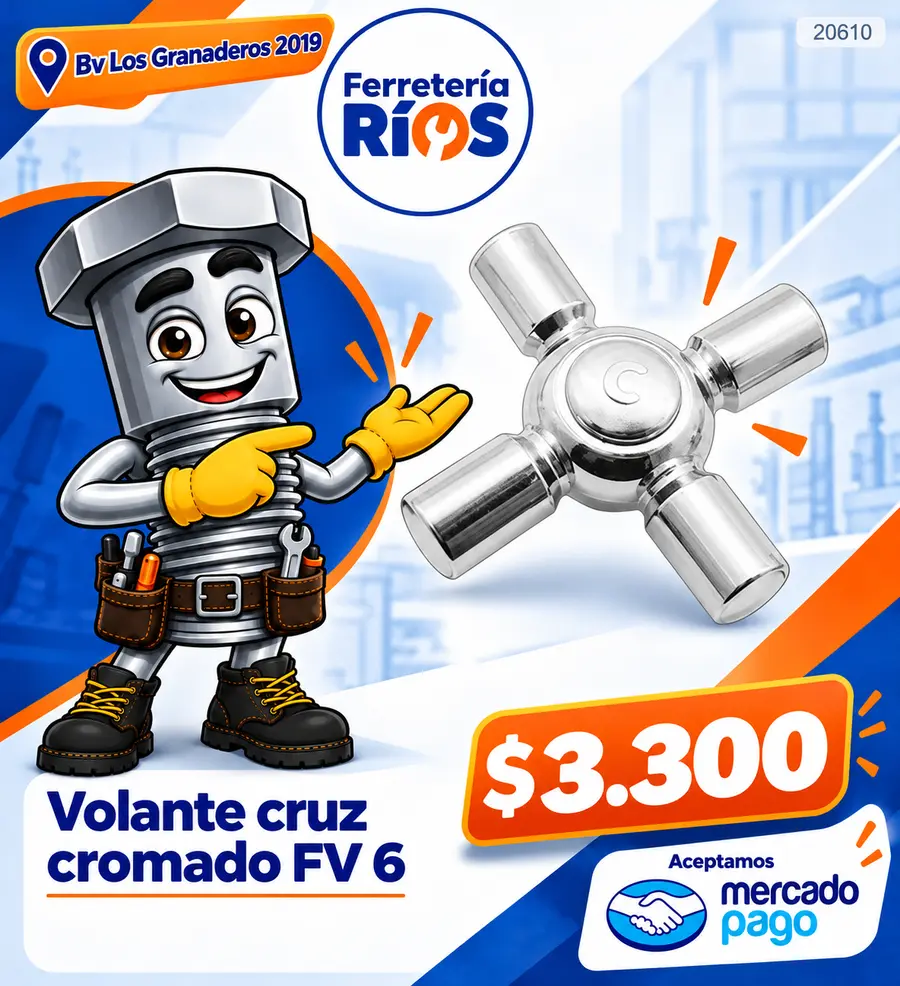 Bv Los Granaderos 2019
Ferretería
RÍOS
20610
C
$3.300
Volante cruz
cromado FV 6
Aceptamos
mercado
pago